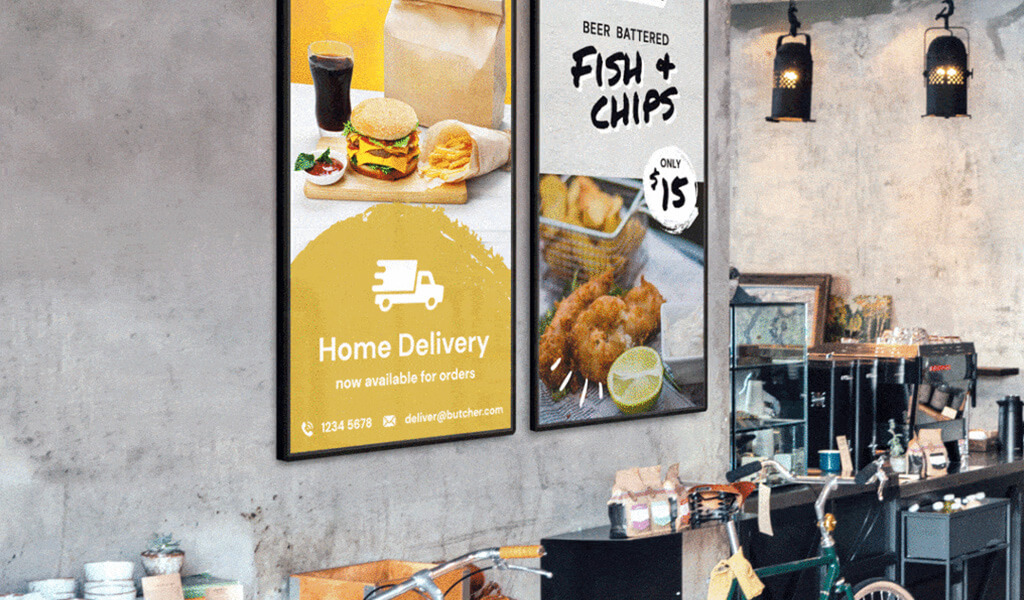 Home Delivery
now available for orders
1234 5678 deliver@butcher.com
BEER BATTERED
FISH +
CHIPS
ONLY
$15